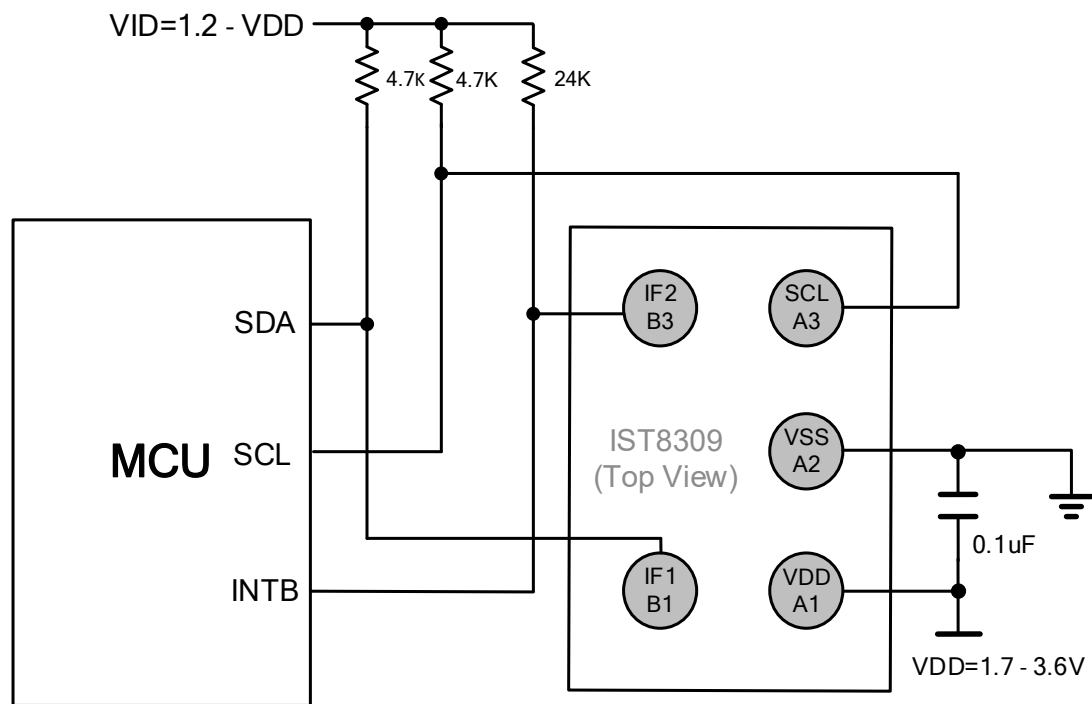 VID=1.2 - VDD
4.7K
4.7K
24K
SDA
MCU
SCL
INTB
IF2
B3
SCL
A3
IST8309
(Top View)
VSS
A2
0.1uF
IF1
B1
VDD
A1
VDD=1.7 - 3.6V